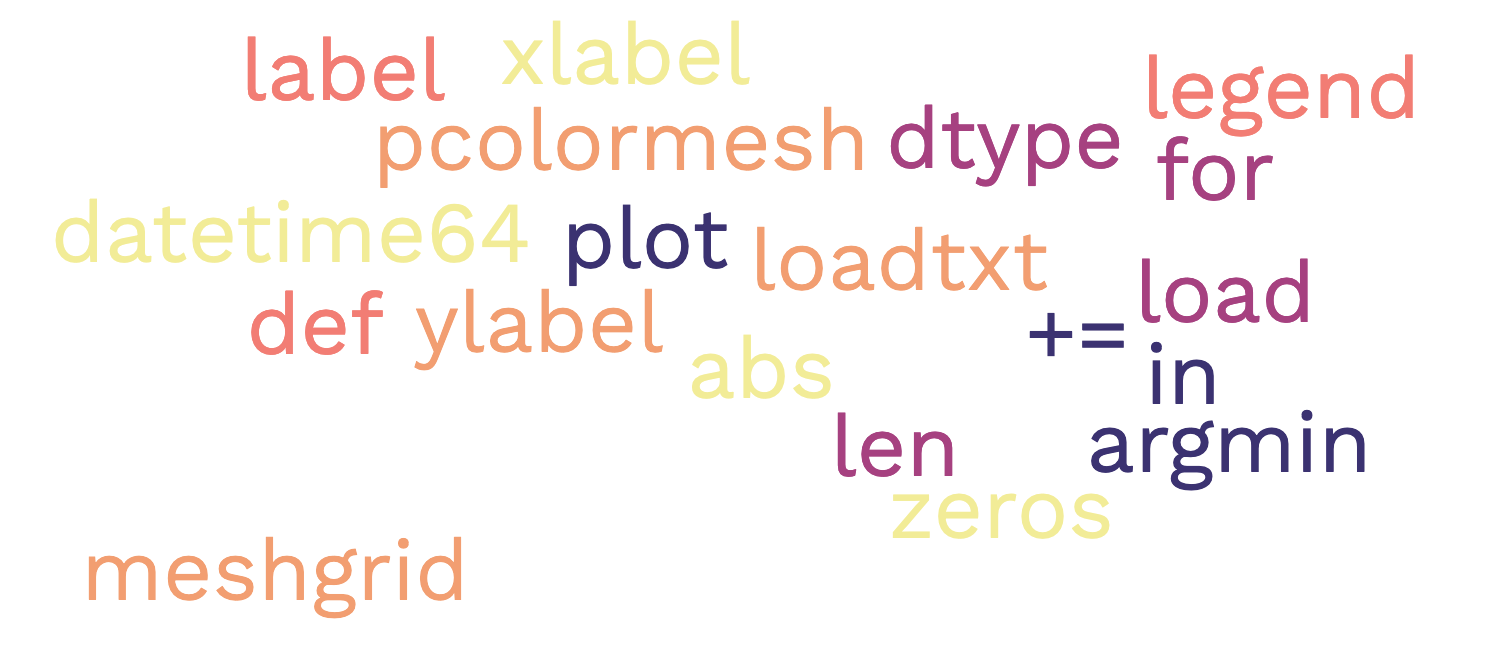 label
xlabel
legend
pcolormesh
dtype
for
datetime64
plot
loadtxt
load
def
ylabel
+=
abs
in
len
argmin
zeros
meshgrid